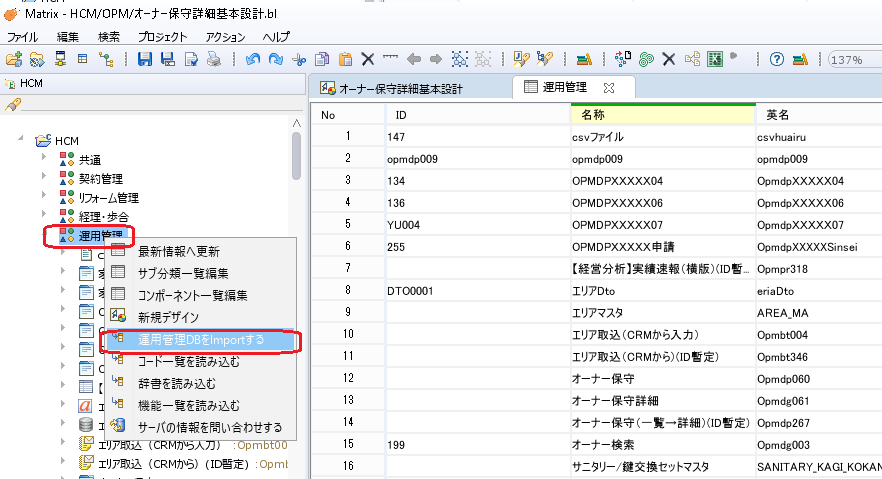 Matrix - HCM/OPM/オーナー保守詳細基本設計.bl
ファイル 編集 検索 プロジェクト アクション ヘルプ
137%
HCM
オーナー保守詳細基本設計
運用管理
HCM
共通
契約管理
リフォーム管理
経理・歩合
運用管理
最新情報へ更新
サブ分類一覧編集
コンポーネント一覧編集
新規デザイン
運用管理DBをImportする
コード一覧を読み込む
辞書を読み込む
機能一覧を読み込む
サーバの情報を問い合わせする
エリア取込（CRMから入力） :Opmbt00
エリア取込（CRMから）(ID暫定) :Opmb
No ID 名称 英名
1 147 csvファイル csvhuairu
2 opmdp009 opmdp009 opmdp009
3 134 OPMDPXXXXX04 OpmdpXXXXX04
4 136 OPMDPXXXXX06 OpmdpXXXXX06
5 YU004 OPMDPXXXXX07 OpmdpXXXXX07
6 255 OPMDPXXXXX申請 OpmdpXXXXXSinsei
7 【経営分析】実績速報（横版）(ID暫... Opmpr318
8 DTO0001 エリアDto eriaDto
9 エリアマスタ AREA_MA
10 エリア取込（CRMから入力） Opmbt004
11 エリア取込（CRMから）(ID暫定) Opmbt346
12 オーナー保守 Opmdp060
13 オーナー保守詳細 Opmdg061
14 オーナー保守（一覧→詳細）(ID暫定) Opmdp267
15 199 オーナー検索 Opmdg003
16 サニタリー/鍵交換セットマスタ SANITARY_KAGI_KOKAN